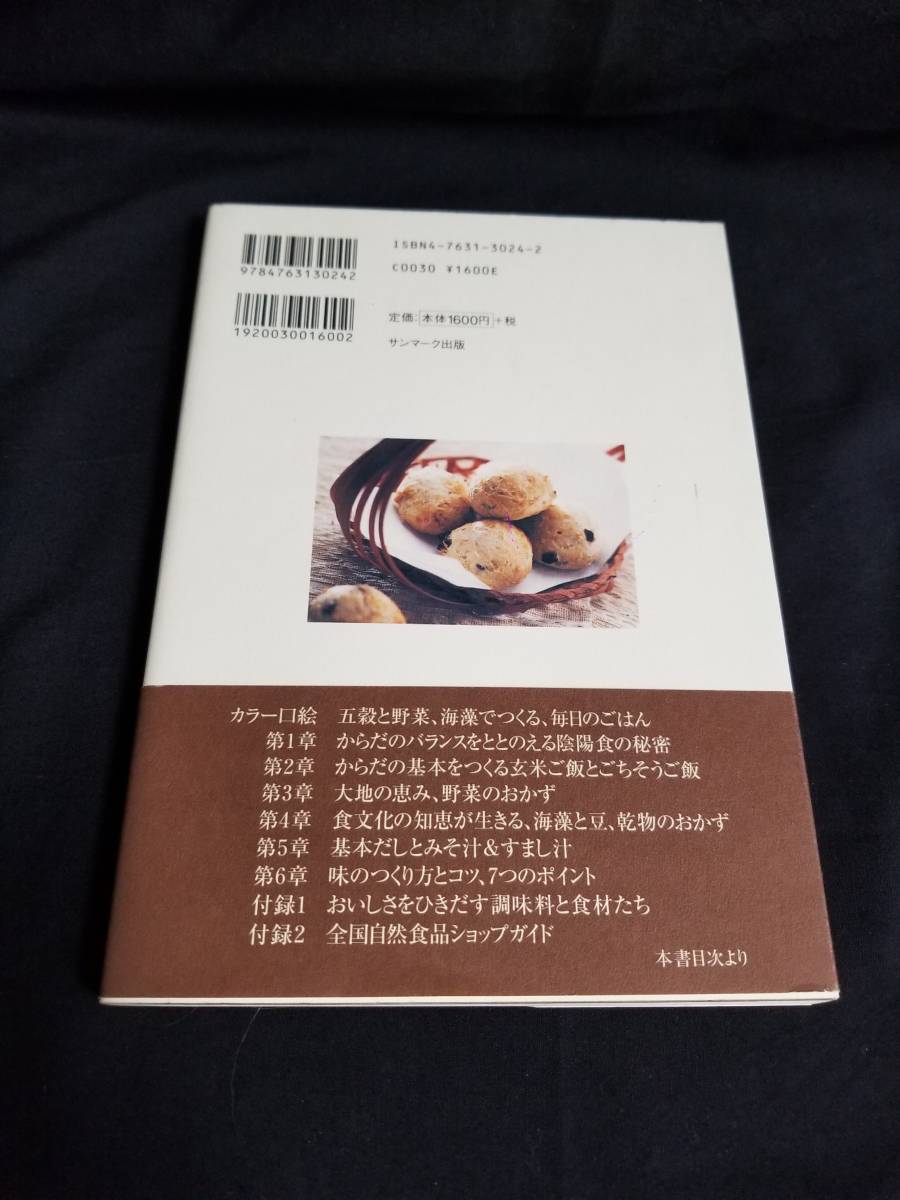 ISBN4-7631-3024-2
9784763130242
C0030 ¥1600E
1920030016002
定価：本体1600円+税
サンマーク出版
カラー口絵 五穀と野菜、海藻でつくる、毎日のごはん
第1章 からだのバランスをととのえる陰陽食の秘密
第2章 からだの基本をつくる玄米ご飯とごちそうご飯
第3章 大地の恵み、野菜のおかず
第4章 食文化の知恵が生きる、海藻と豆、乾物のおかず
第5章 基本だしとみそ汁&すまし汁
第6章 味のつくり方とコツ、7つのポイント
付録1 おいしさをひきだす調味料と食材たち
付録2 全国自然食品ショップガイド
本書目次より